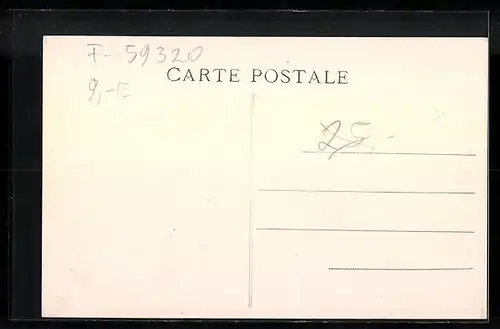 F-59320
CARTE POSTALE
9,-E
25.-